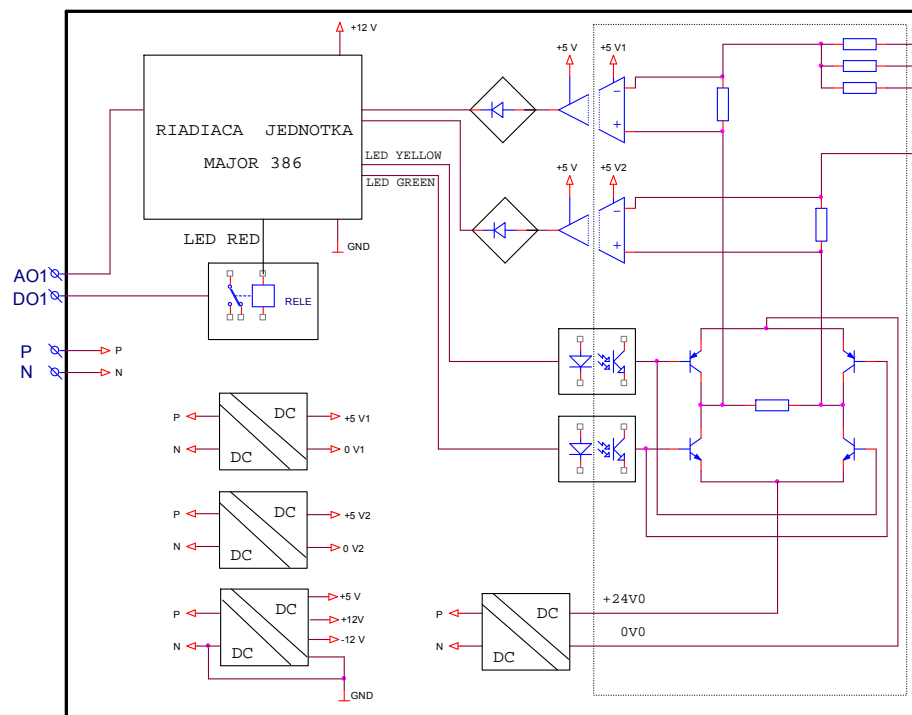 +12 V
+5 V
+5 V1
RIADIACA JEDNOTKA
MAJOR 386
LED YELLOW
LED GREEN
+5 V
+5 V2
LED RED
GND
AO1
DO1
RELE
P
P
N
N
P
DC
+5 V1
N
DC
0 V1
P
DC
+5 V2
N
DC
0 V2
P
DC
+5 V
+12V
-12 V
N
DC
GND
P
DC
+24V0
N
DC
0V0